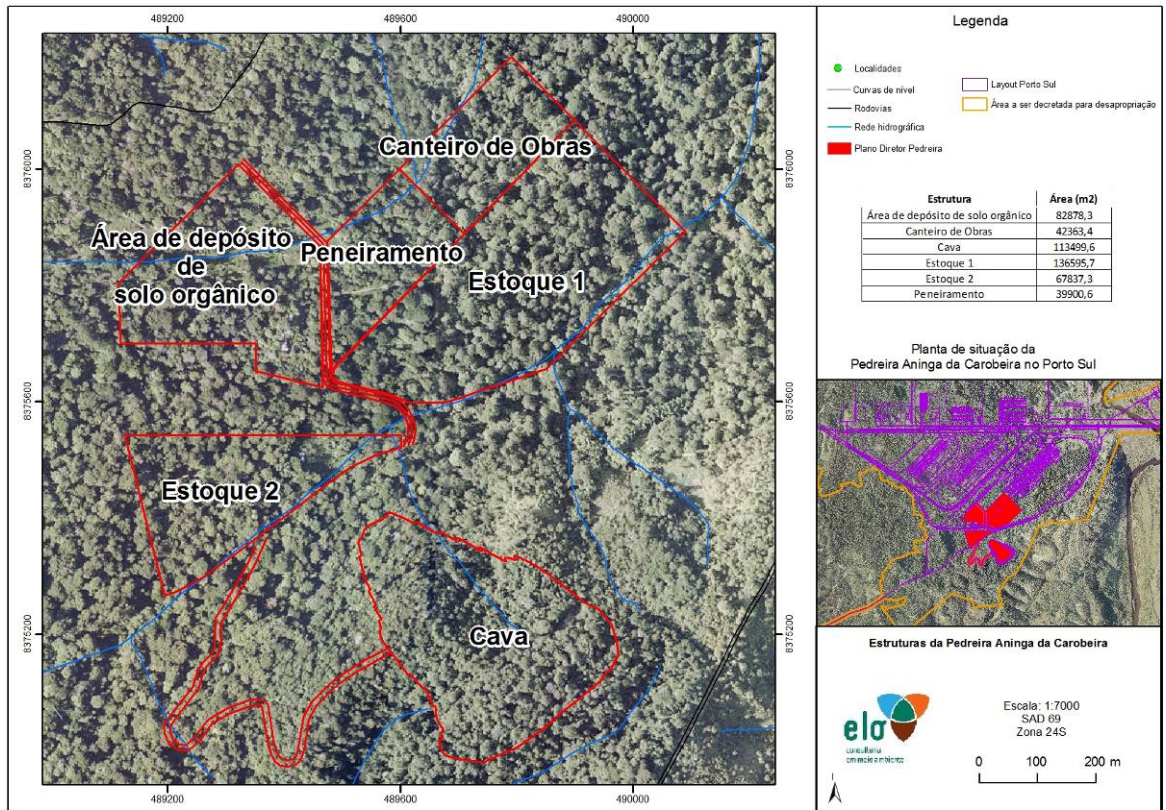 489200 489600 490000
8376000
8375600
8375200
Canteiro de Obras
Área de depósito
de
solo orgânico
Peneiramento
Estoque 1
Estoque 2
Cava
8376000
8375600
8375200
489200 489600 490000
Legenda
Localidades
Curvas de nível
Rodovias
Rede hidrográfica
Plano Diretor Pedreira
Layout Porto Sul
Área a ser decretada para desapropriação
Estrutura Área (m2)
Área de depósito de solo orgânico 82878,3
Canteiro de Obras 42363,4
Cava 113499,6
Estoque 1 136595,7
Estoque 2 67837,3
Peneiramento 39900,6
Planta de situação da
Pedreira Aninga da Carobeira no Porto Sul
Estruturas da Pedreira Aninga da Carobeira
elo
consultoria
em meio ambiente
Escala: 1:7000
SAD 69
Zona 24S
0 100 200 m